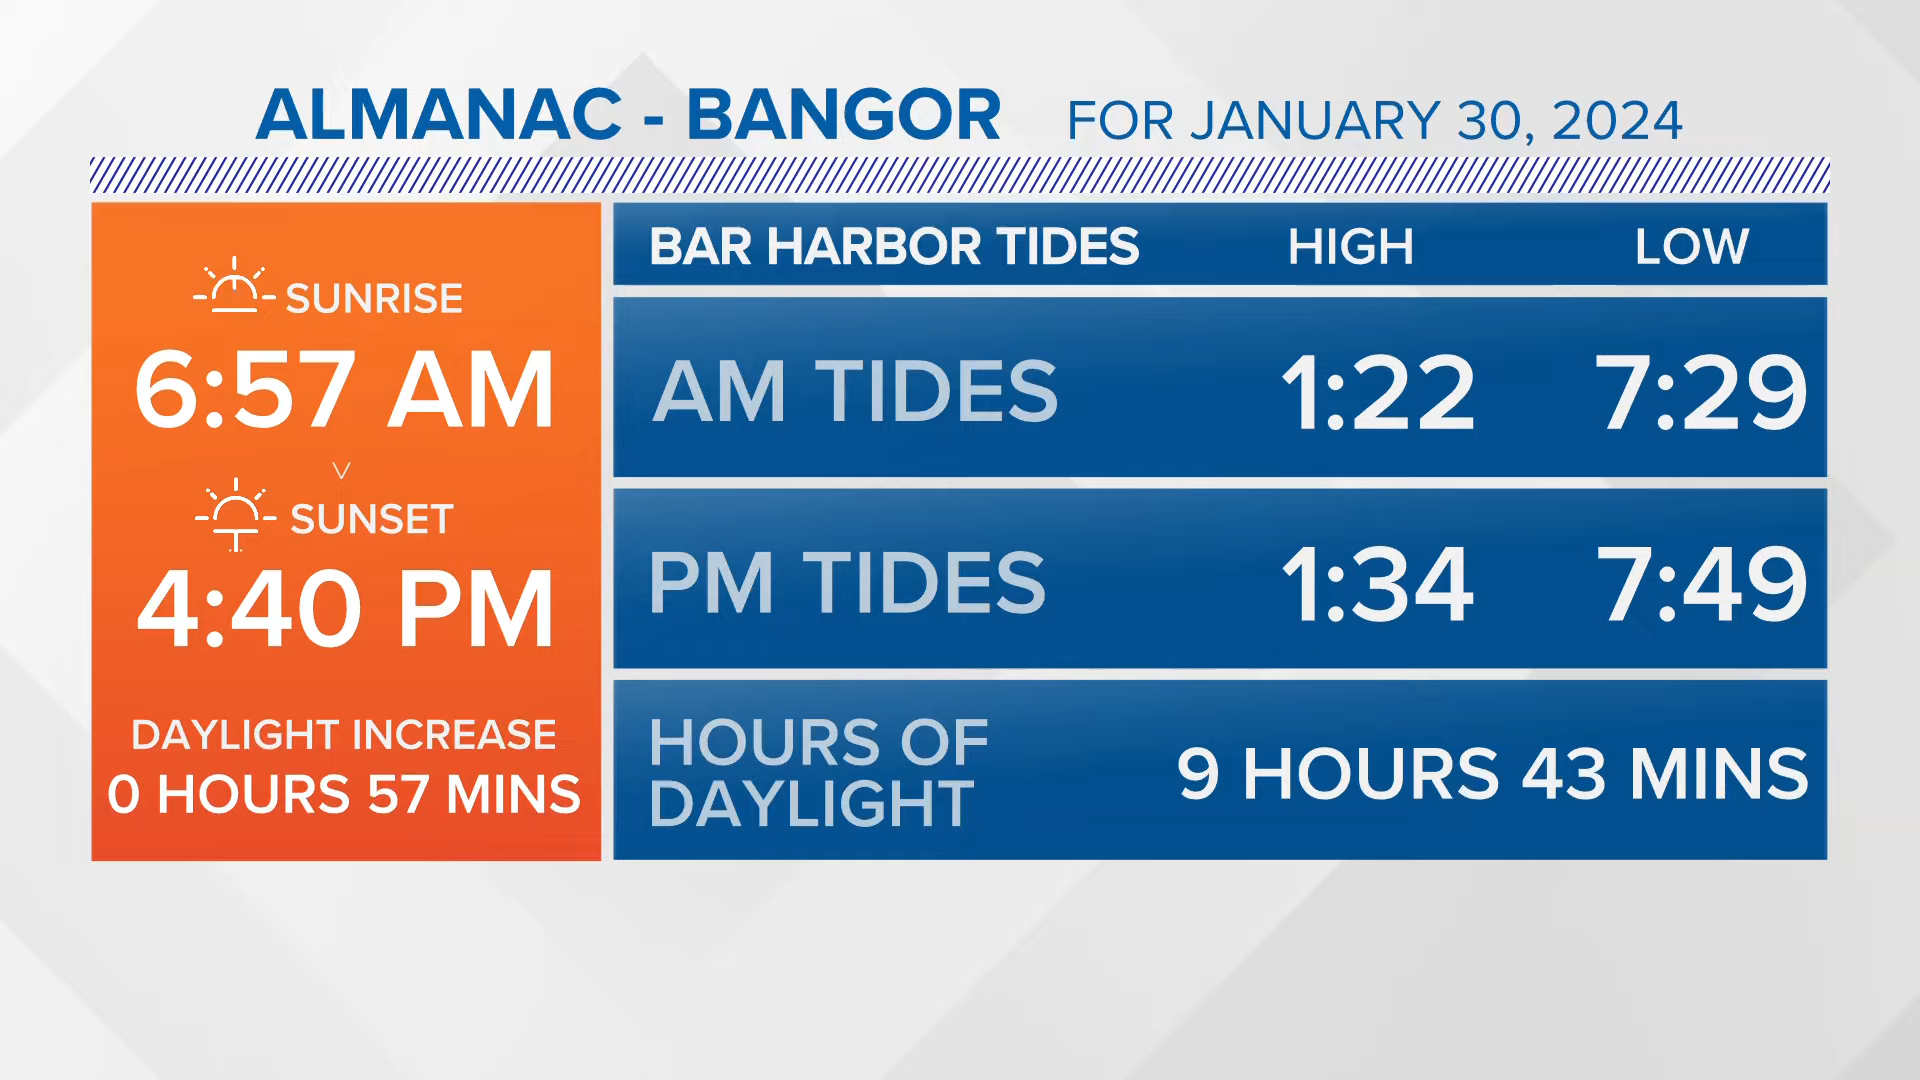 ALMANAC - BANGOR FOR JANUARY 30, 2024
SUNRISE
6:57 AM
SUNSET
4:40 PM
DAYLIGHT INCREASE
0 HOURS 57 MINS
BAR HARBOR TIDES HIGH LOW
AM TIDES 1:22 7:29
PM TIDES 1:34 7:49
HOURS OF
DAYLIGHT
9 HOURS 43 MINS